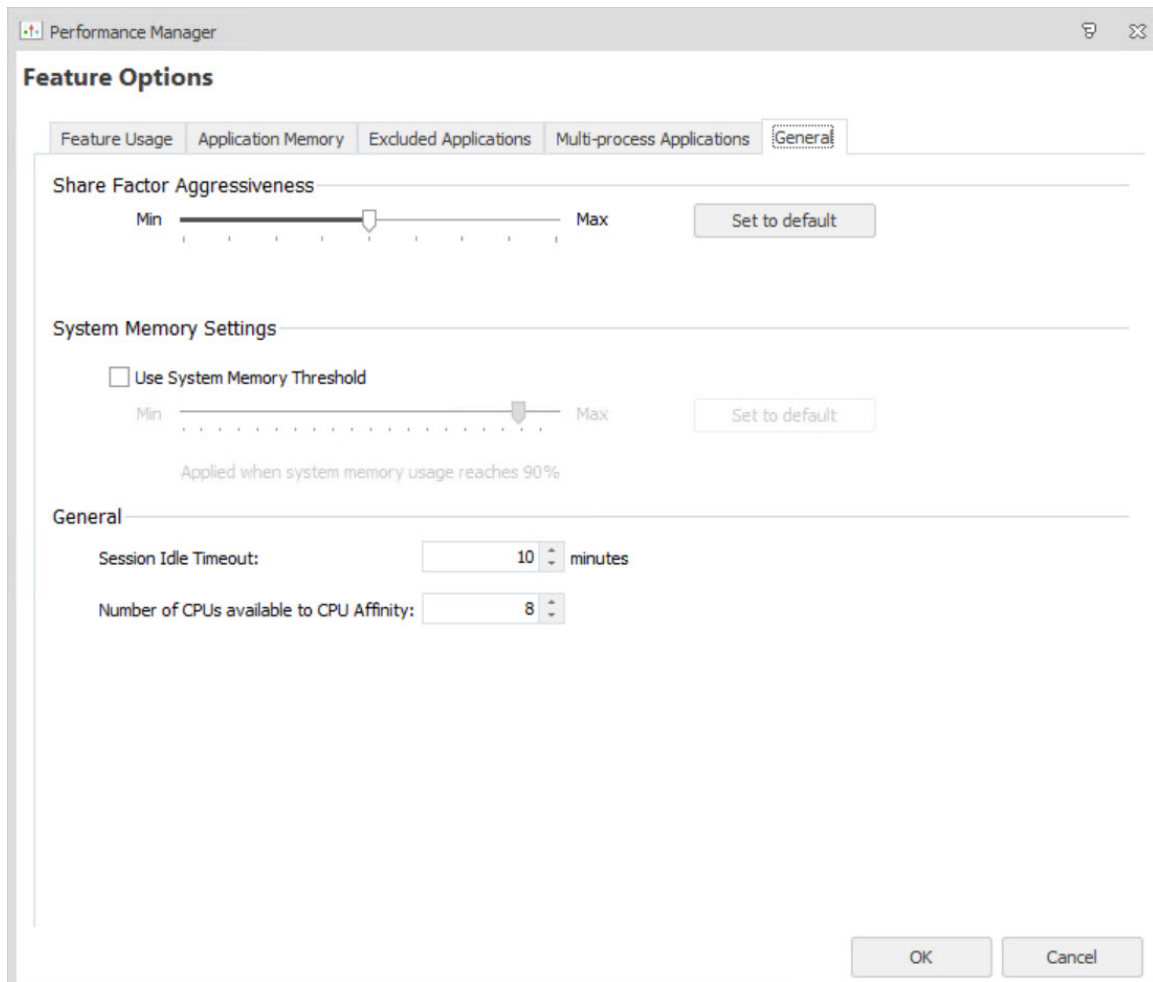 Performance Manager
Feature Options
Feature Usage Application Memory Excluded Applications Multi-process Applications General
Share Factor Aggressiveness
Min Max Set to default
System Memory Settings
Use System Memory Threshold
Min Max Set to default
Applied when system memory usage reaches 90%
General
Session Idle Timeout: 10 minutes
Number of CPUs available to CPU Affinity: 8
OK Cancel